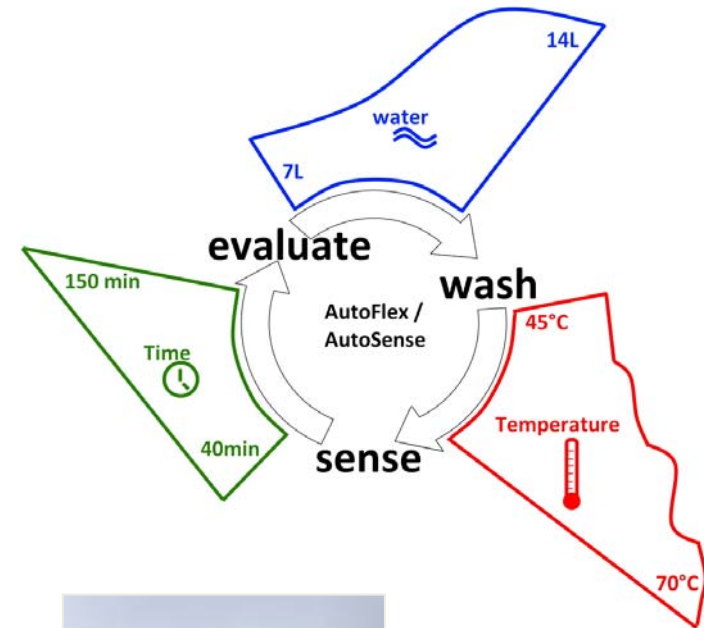 14L
water
7L
evaluate
wash
150 min
AutoFlex /
AutoSense
45°C
Time
Temperature
40min
sense
70°C